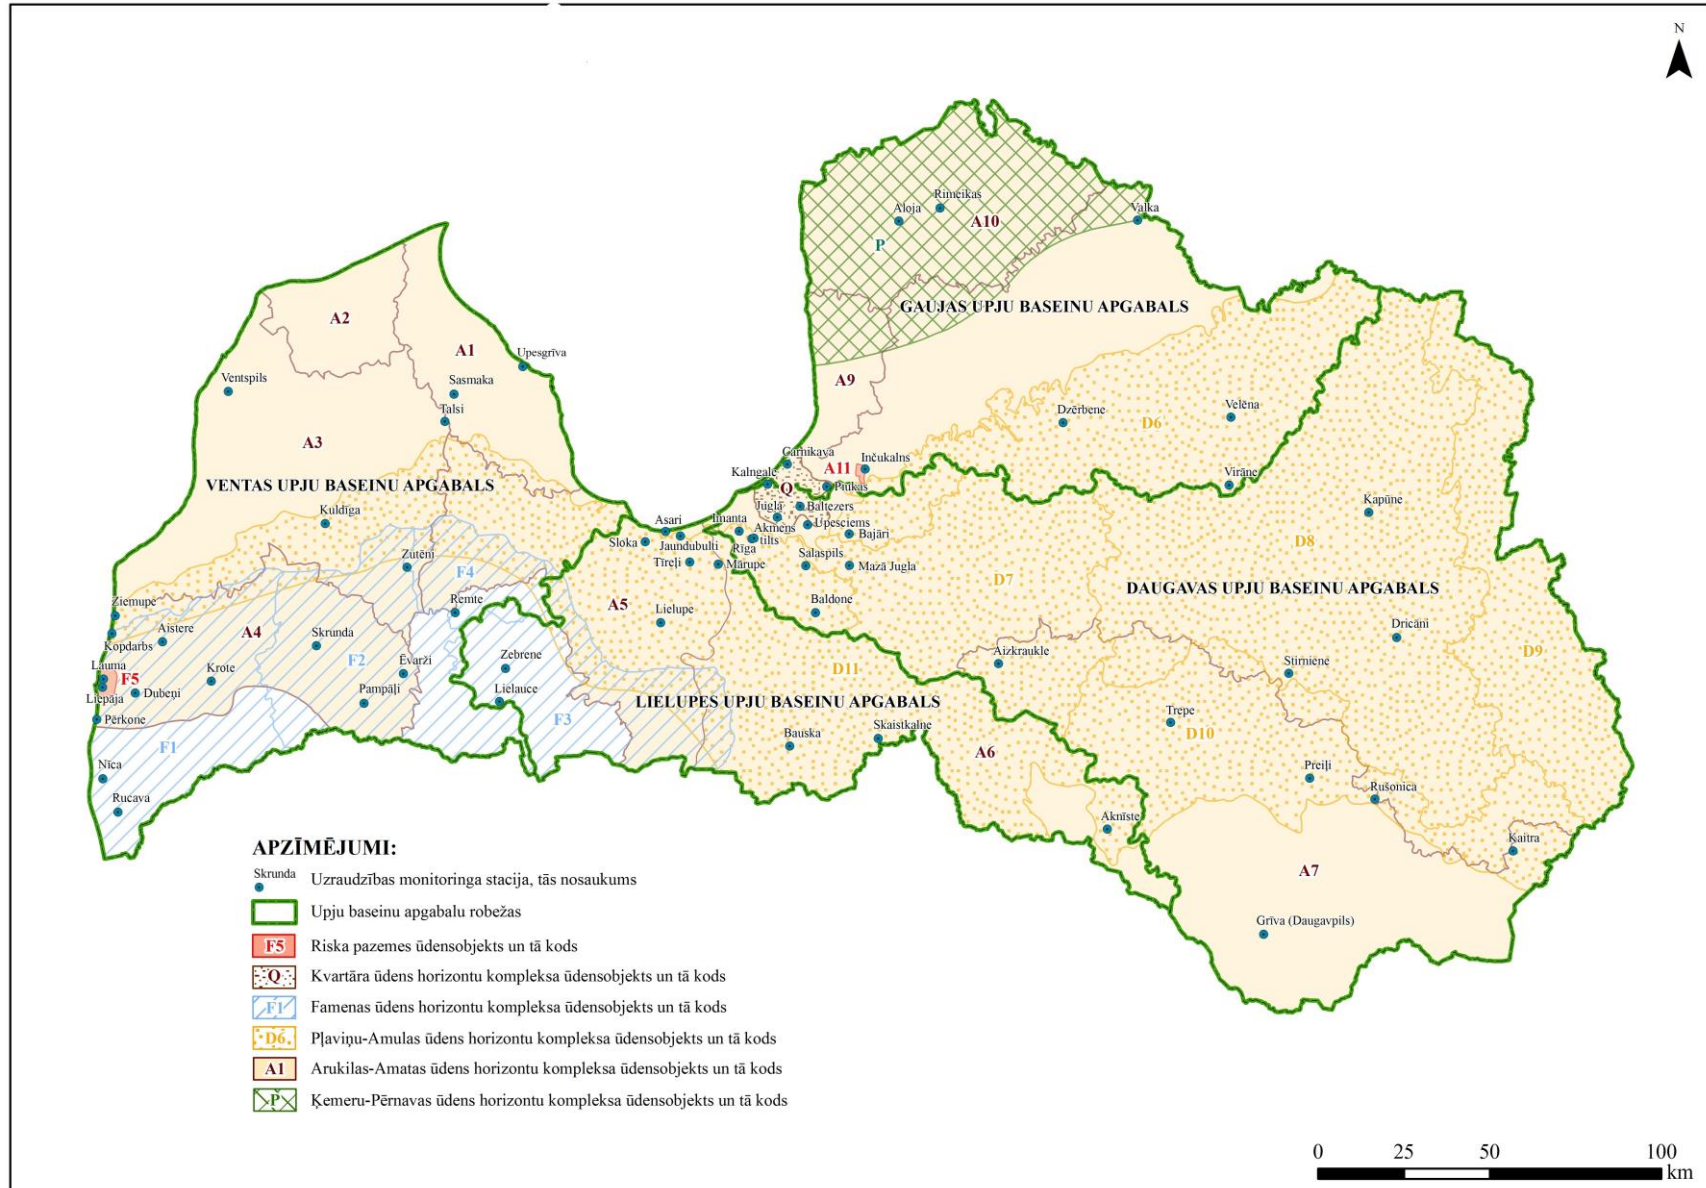 N
Rimeikas
Aloja
A10
Valka
P
GAUJAS UPJU BASEINU APGABALS
A2
A1
Upesgrīva
Ventspils
Sasmaka
Talsi
A9
A3
Dzērbene
Velēna
D6
Carnikava
Kalngale
A11
Inčukalns
Piukas
Virāne
Q
VENTAS UPJU BASEINU APGABALS
Kuldīga
Jugla
Baltezers
Kapūne
Asari
Imanta
Akmens
tilts
Upesciems
Bajāri
Sloka
Jaundubulti
Rīga
D8
Zutēni
F4
Tīreļi
Mārupe
Salaspils
Mazā Jugla
D7
DAUGAVAS UPJU BASEINU APGABALS
Ziemupe
Remte
A5
Lielupe
Baldone
Aistere
A4
Skrunda
Dricāni
Kopdarbs
Lauma
F5
Krote
F2
Ēvarži
Zebrene
D11
Aizkraukle
Stirniene
D9
Dubeņi
Liepāja
Pampāļi
Lielauce
LIELUPES UPJU BASEINU APGABALS
Pērkone
F3
Trepe
Skaistkalne
Bauska
D10
F1
A6
Nīca
Preiļi
Rušonica
Rucava
Aknīste
Kaitra
A7
Grīva (Daugavpils)
APZĪMĒJUMI:
Skrunda
Uzraudzības monitoringa stacija, tās nosaukums
Upju baseinu apgabalu robežas
F5 Riska pazemes ūdensobjekts un tā kods
Q Kvartāra ūdens horizontu kompleksa ūdensobjekts un tā kods
F1 Famenas ūdens horizontu kompleksa ūdensobjekts un tā kods
D6 Pļaviņu-Amulas ūdens horizontu kompleksa ūdensobjekts un tā kods
A1 Arukilas-Amatas ūdens horizontu kompleksa ūdensobjekts un tā kods
P Ķemeru-Pērnavas ūdens horizontu kompleksa ūdensobjekts un tā kods
0 25 50 100
km